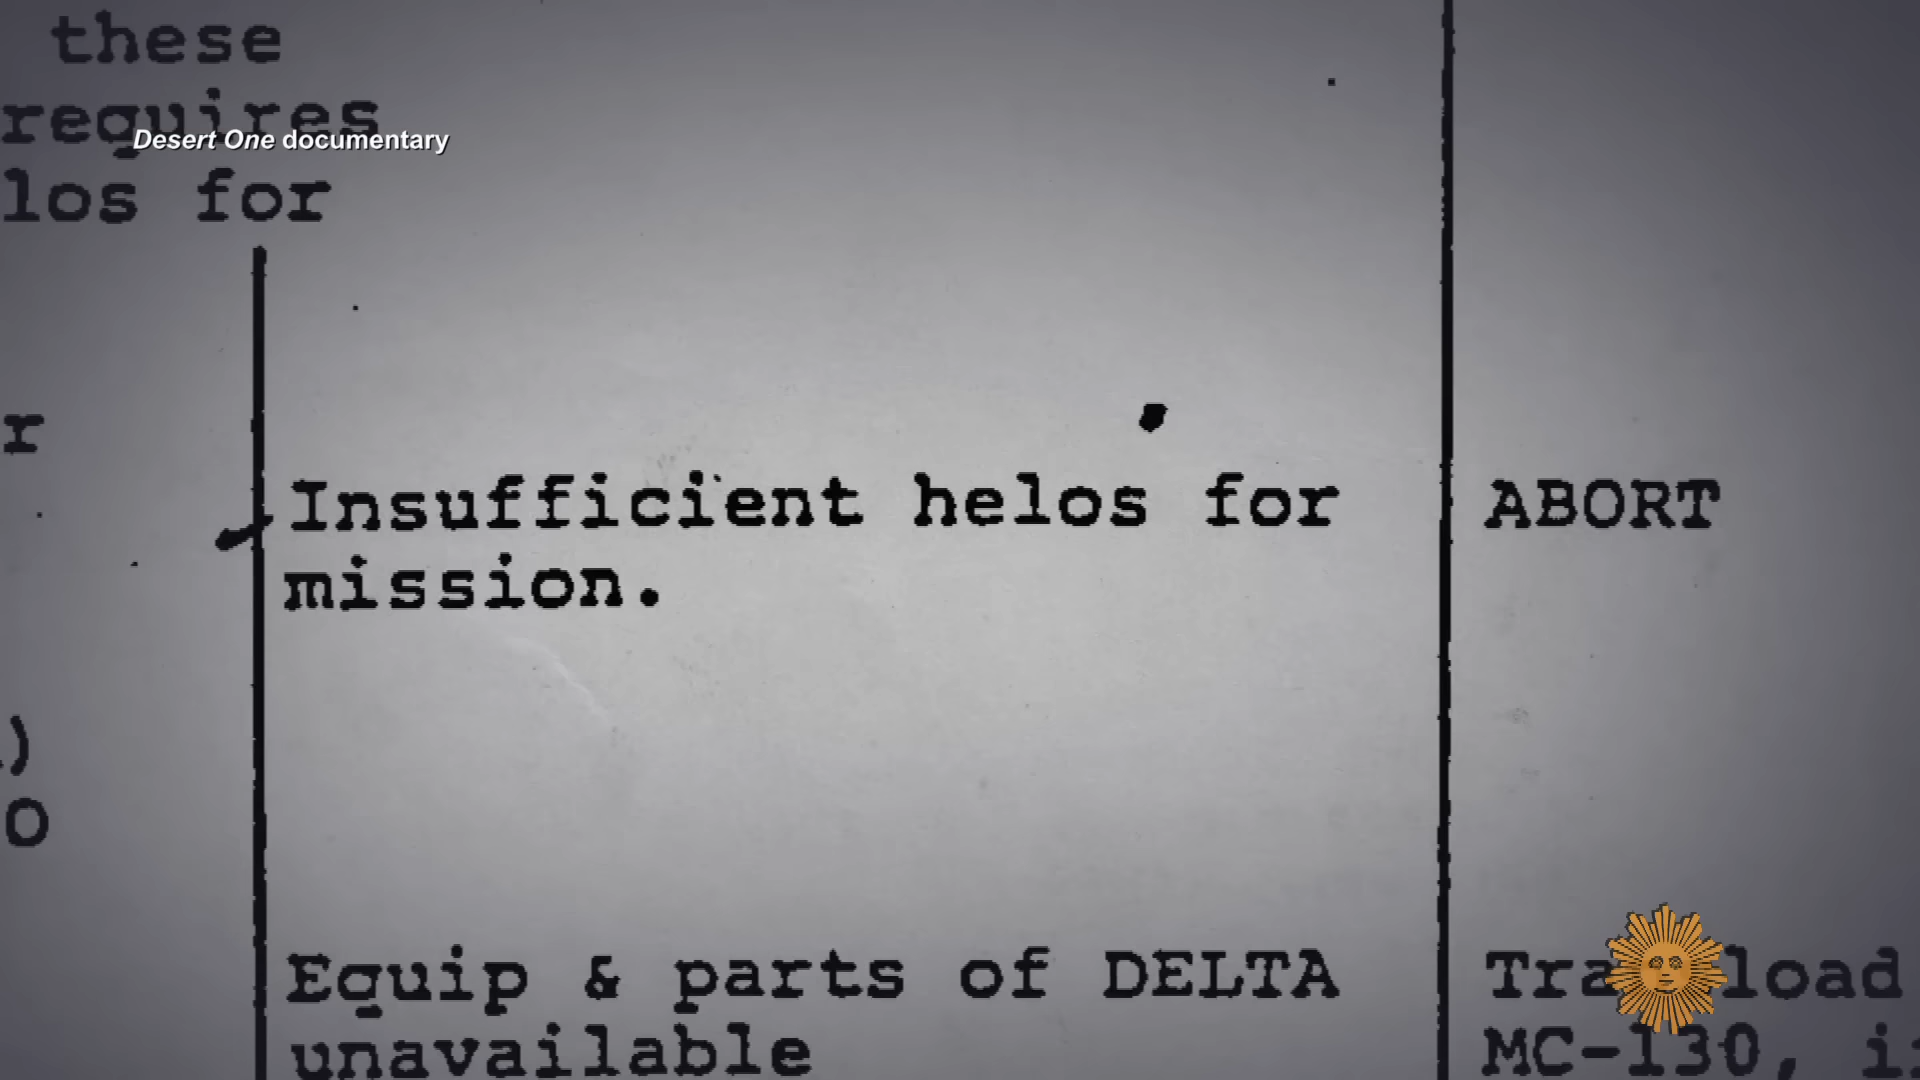 these
requires
Desert One documentary
los for
r
Insufficient helos for
mission.
ABORT
)
O
Equip & parts of DELTA
unavailable
load
MC-130,